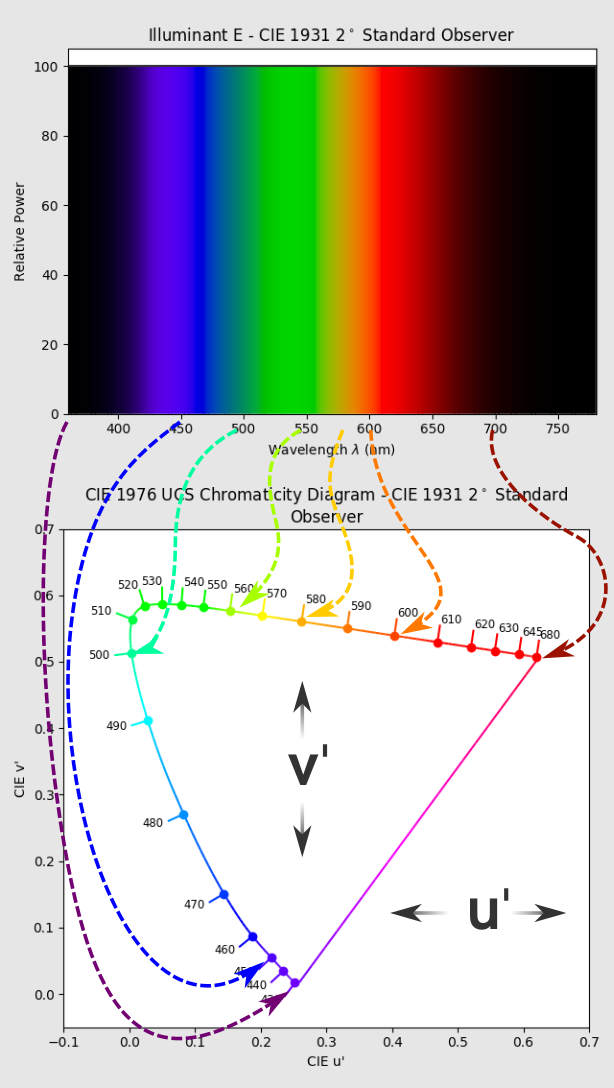 Illuminant E - CIE 1931 2° Standard Observer
100
80
60
40
20
0
Relative Power
400 450 500 550 600 650 700 750
Wavelength λ (nm)
CIE 1976 UCS Chromaticity Diagram - CIE 1931 2° Standard
Observer
0.7
0.6
0.5
0.4
0.3
0.2
0.1
0.0
CIE v'
520 530 540 550 560 570
510
580
590
600
610
620 630 645 680
500
490
480
470
460
440
v'
u'
−0.1 0.0 0.1 0.2 0.3 0.4 0.5 0.6 0.7
CIE u'